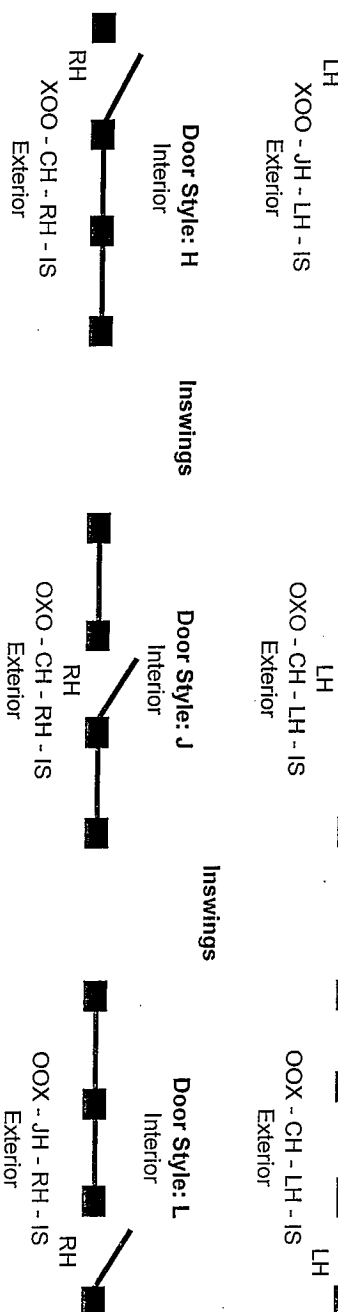 LH
XOO - JH - LH - IS
Exterior
LH
OXO - CH - LH - IS
Exterior
OOX - CH - LH - IS
LH
Exterior
Inswings
Inswings
Door Style: H
Interior
RH
XOO - CH - RH - IS
Exterior
Door Style: J
Interior
RH
OXO - CH - RH - IS
Exterior
Door Style: L
Interior
RH
OOX - JH - RH - IS
Exterior